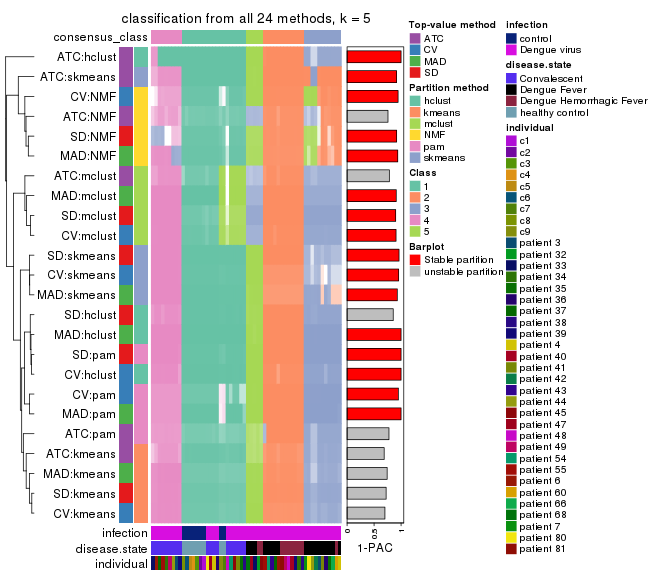 classification from all 24 methods, k = 5
consensus_class
ATC:hclust
ATC:skmeans
CV:NMF
ATC:NMF
SD:NMF
MAD:NMF
ATC:mclust
MAD:mclust
SD:mclust
CV:mclust
SD:skmeans
CV:skmeans
MAD:skmeans
SD:hclust
MAD:hclust
SD:pam
CV:hclust
CV:pam
MAD:pam
ATC:pam
ATC:kmeans
MAD:kmeans
SD:kmeans
CV:kmeans
infection
disease.state
individual
0
0.5
1
1-PAC
Top-value method
ATC
CV
MAD
SD
Partition method
hclust
kmeans
mclust
NMF
pam
skmeans
Class
1
2
3
4
5
Barplot
Stable partition
unstable partition
infection
control
Dengue virus
disease.state
Convalescent
Dengue Fever
Dengue Hemorrhagic Fever
healthy control
individual
c1
c2
c3
c4
c5
c6
c7
c8
c9
patient 3
patient 32
patient 33
patient 34
patient 35
patient 36
patient 37
patient 38
patient 39
patient 4
patient 40
patient 41
patient 42
patient 43
patient 44
patient 45
patient 47
patient 48
patient 49
patient 54
patient 55
patient 6
patient 60
patient 66
patient 68
patient 7
patient 80
patient 81